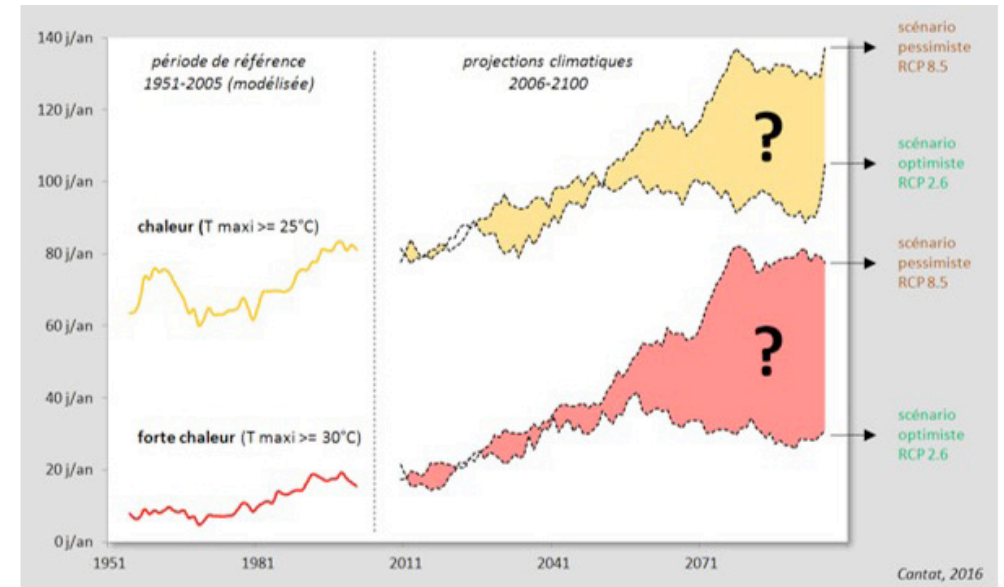 140 j/an
120 j/an
100 j/an
80 j/an
60 j/an
40 j/an
20 j/an
0 j/an
période de référence
1951-2005 (modélisée)
projections climatiques
2006-2100
chaleur (T maxi >= 25°C)
forte chaleur (T maxi >= 30°C)
?
?
scénario
pessimiste
RCP 8.5
scénario
optimiste
RCP 2.6
scénario
pessimiste
RCP 8.5
scénario
optimiste
RCP 2.6
1951
1981
2011
2041
2071
Cantat, 2016